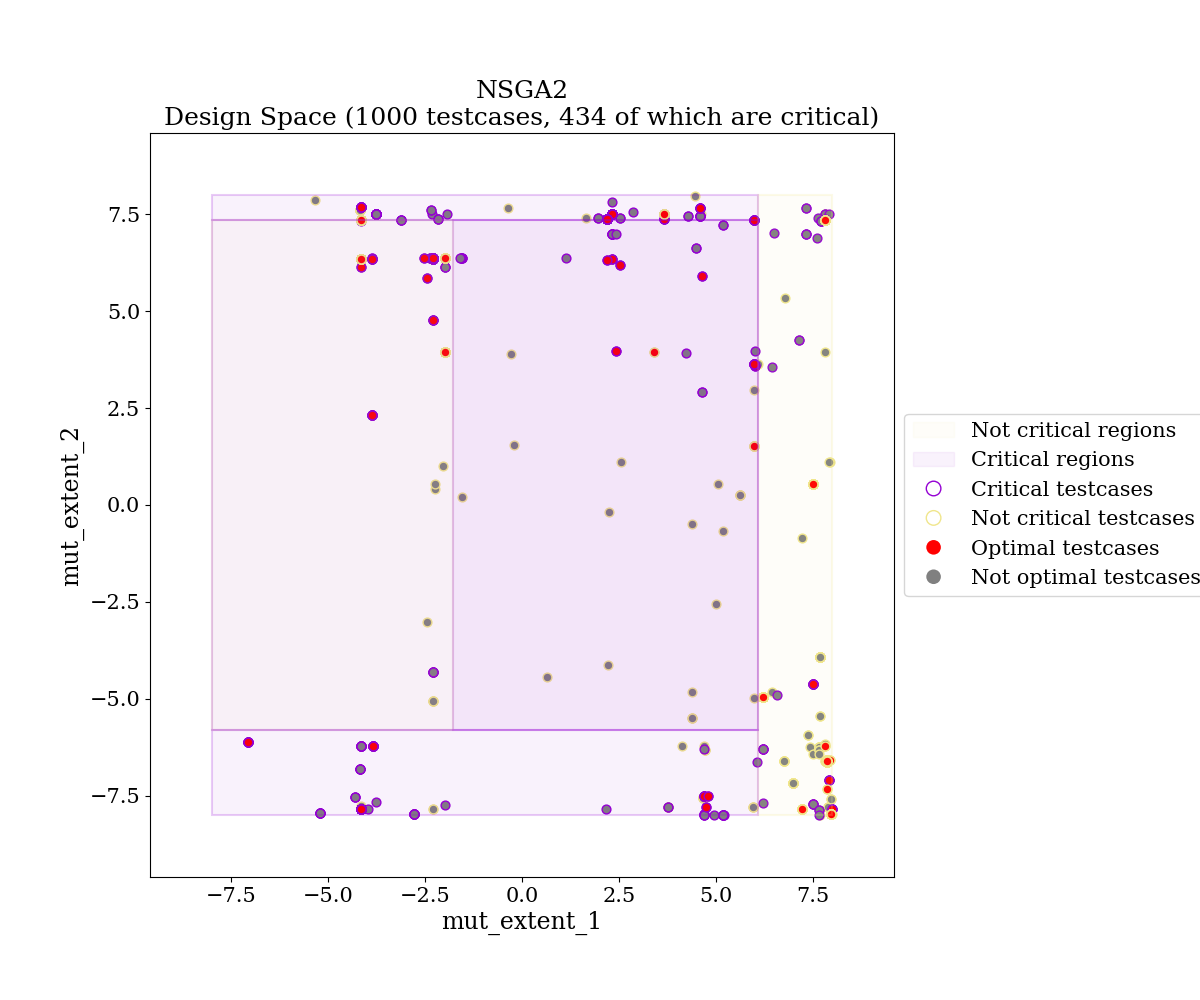 NSGA2
Design Space (1000 testcases, 434 of which are critical)
7.5
5.0
2.5
0.0
−2.5
−5.0
−7.5
mut_extent_2
−7.5
−5.0
−2.5
0.0
2.5
5.0
7.5
mut_extent_1
Not critical regions
Critical regions
Critical testcases
Not critical testcases
Optimal testcases
Not optimal testcases